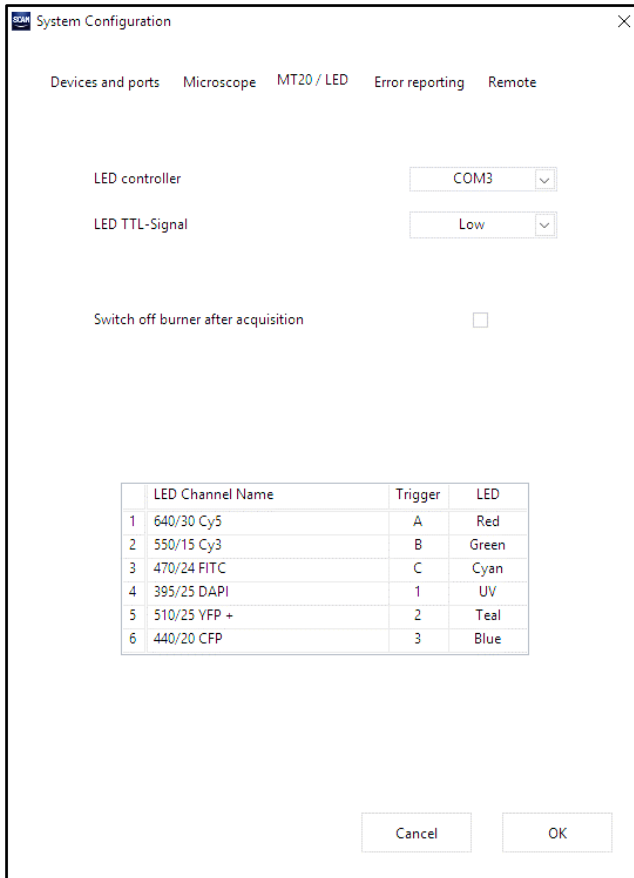 SCAN System Configuration
Devices and ports Microscope MT20 / LED Error reporting Remote
LED controller COM3
LED TTL-Signal Low
Switch off burner after acquisition
LED Channel Name Trigger LED
1 640/30 Cy5 A Red
2 550/15 Cy3 B Green
3 470/24 FITC C Cyan
4 395/25 DAPI 1 UV
5 510/25 YFP + 2 Teal
6 440/20 CFP 3 Blue
Cancel OK